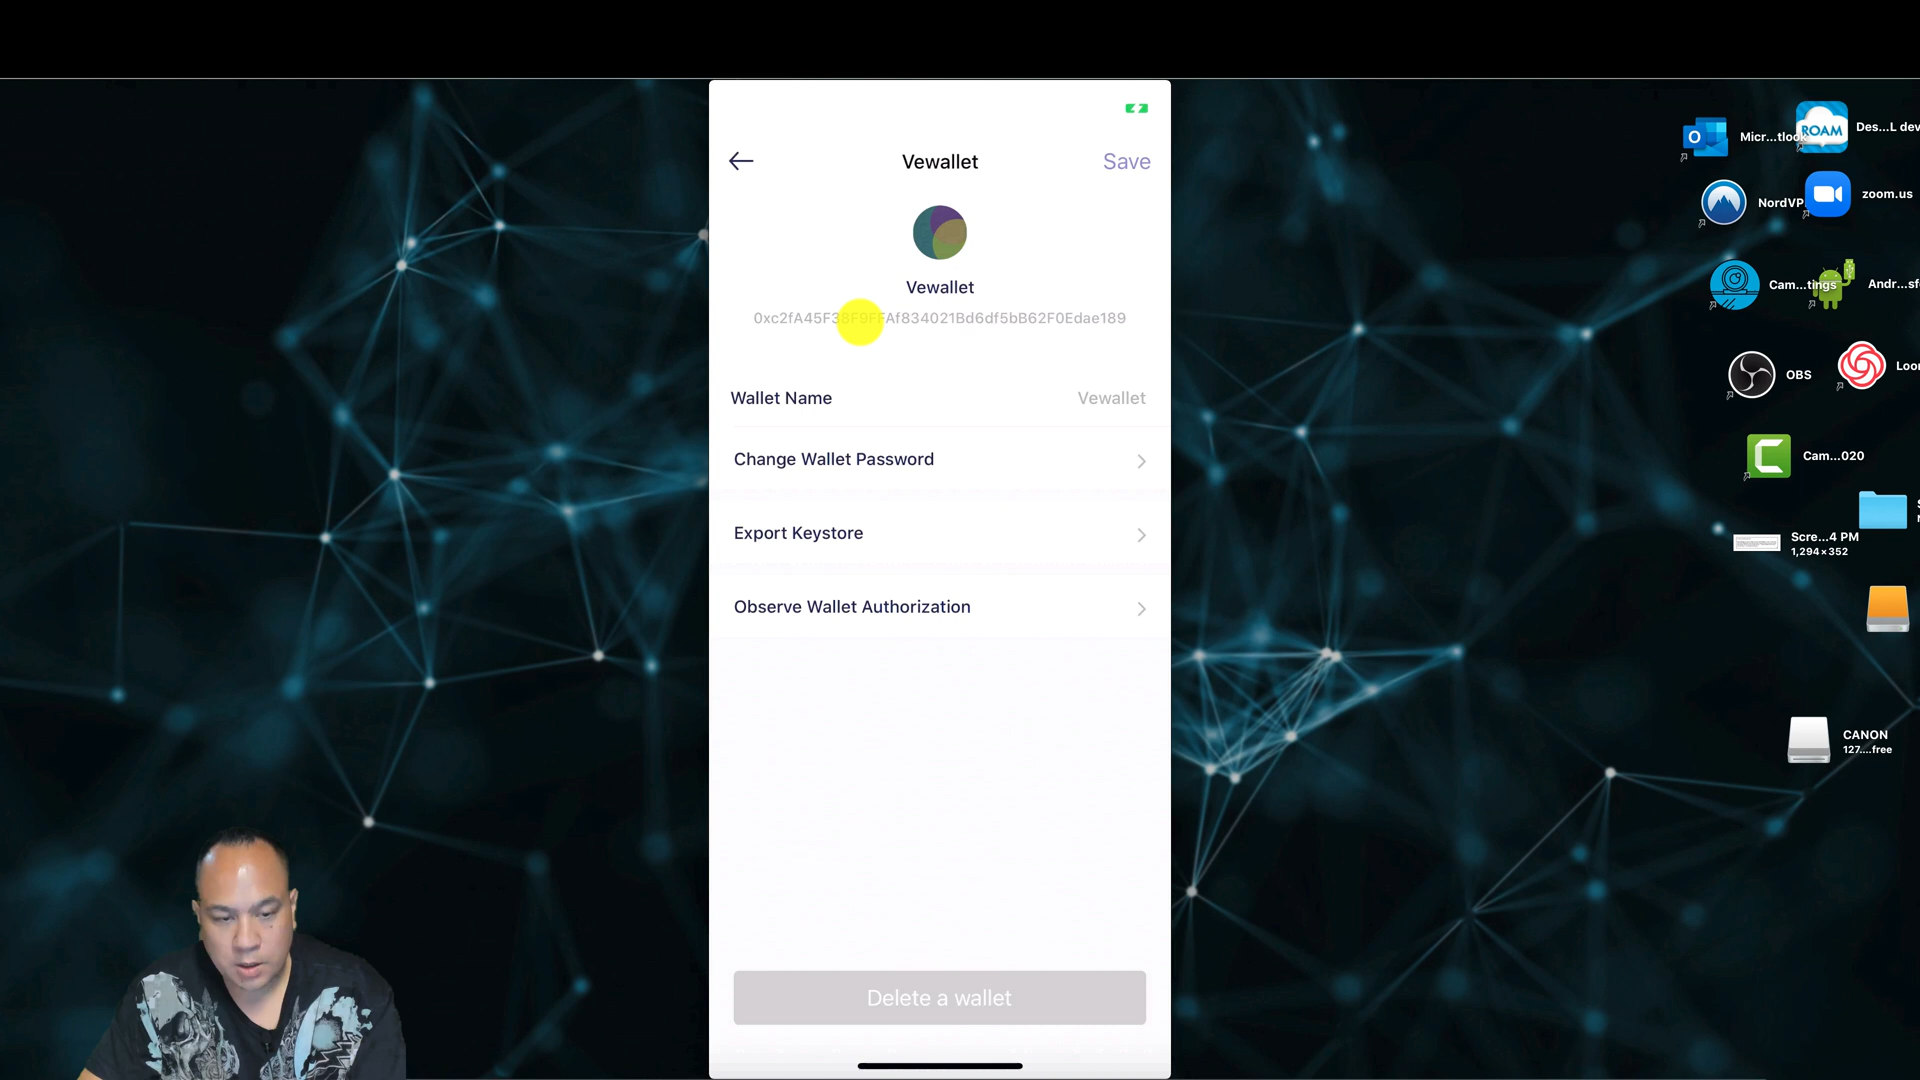 Vewallet
Save
Vewallet
0xc2fA45F38F9FFAf834021Bd6df5bB62F0Edae189
Wallet Name
Vewallet
Change Wallet Password
Export Keystore
Observe Wallet Authorization
Delete a wallet
Micr...tlook
ROAM
Des...L dev
NordVP
zoom.us
Cam...tings
Andr...sf
OBS
Loo
Cam...020
Scre...4 PM
1,294×352
CANON
127....free